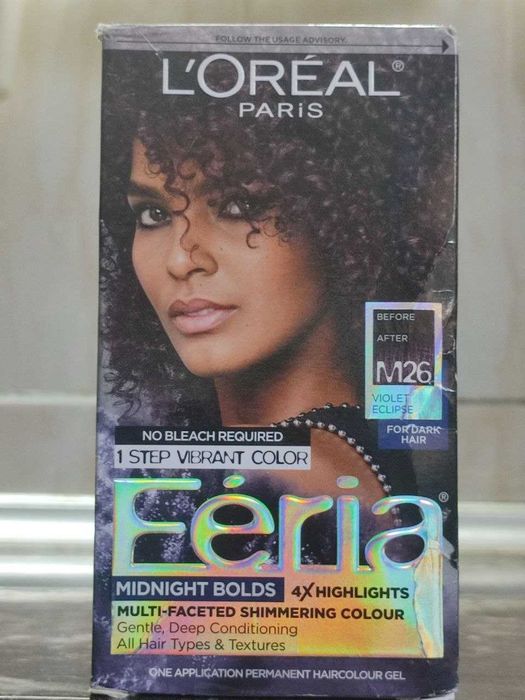 FOLLOW THE USAGE ADVISORY.
L'ORÉAL®
PARIS
BEFORE
AFTER
M26
VIOLET
ECLIPSE
FOR DARK
HAIR
NO BLEACH REQUIRED
1 STEP VIBRANT COLOR
Féria®
MIDNIGHT BOLDS 4X HIGHLIGHTS
MULTI-FACETED SHIMMERING COLOUR
Gentle, Deep Conditioning
All Hair Types & Textures
ONE APPLICATION PERMANENT HAIRCOLOUR GEL